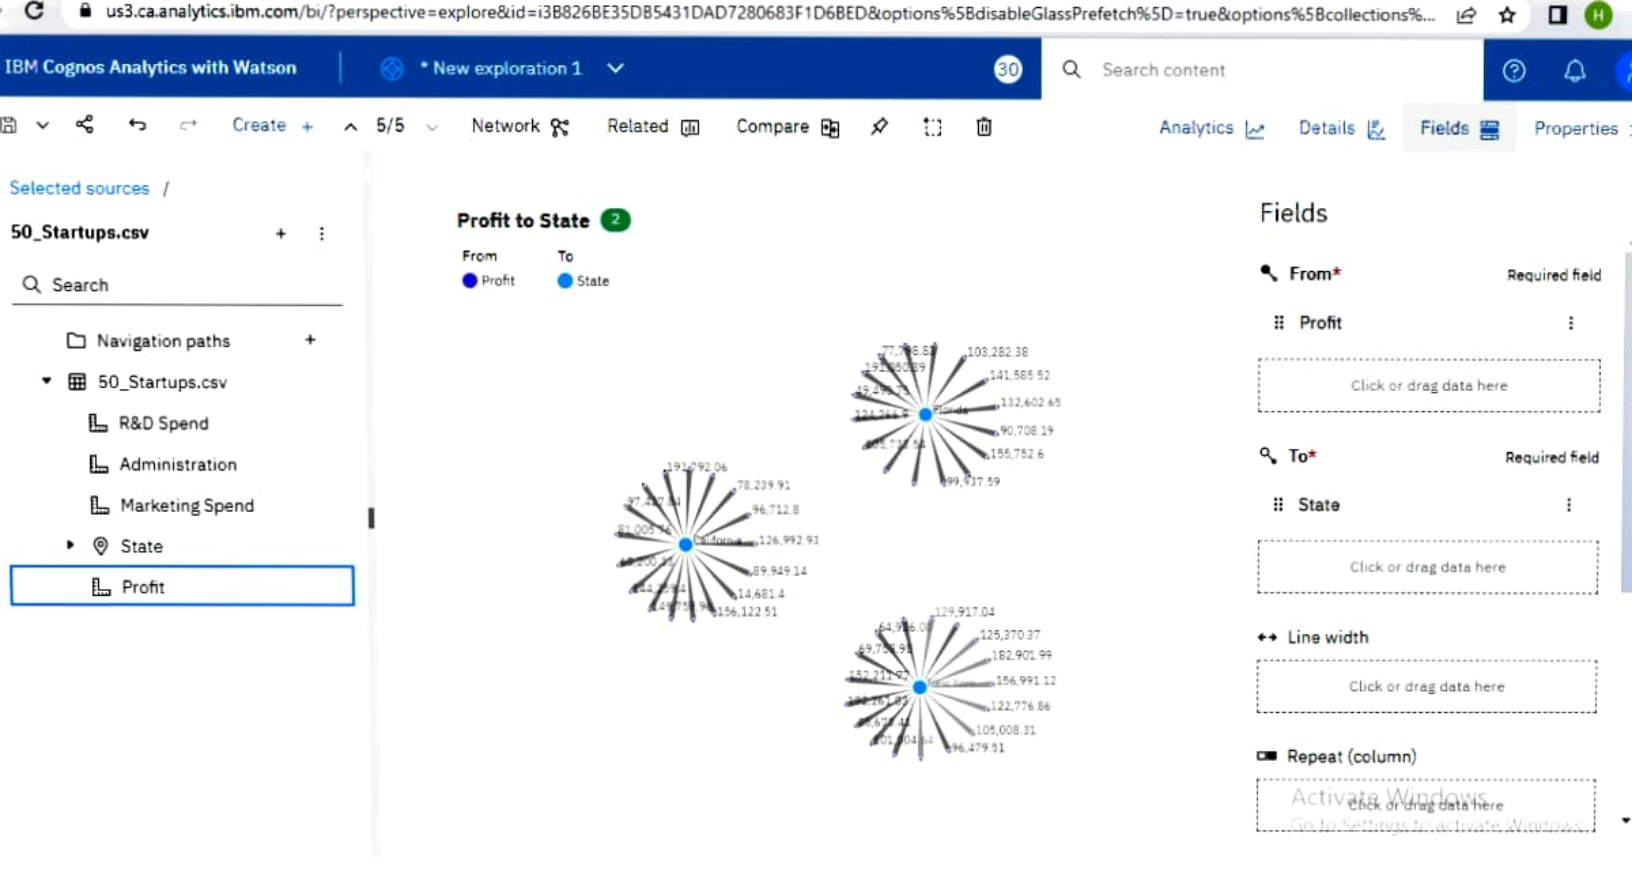 us3.ca.analytics.ibm.com/bi/?perspective=explore&id=i3B826BE35DB5431DAD7280683F1D6BED&options%5BdisableGlassPrefetch%5D=true&options%5Bcollections%...
H
IBM Cognos Analytics with Watson
* New exploration 1
30
Search content
Create +
5/5
Network
Related
Compare
Analytics
Details
Fields
Properties
Selected sources /
50_Startups.csv
Search
Navigation paths
50_Startups.csv
R&D Spend
Administration
Marketing Spend
State
Profit
Profit to State 2
From To
Profit State
103,282.38
141,585.52
132,602.65
90,708.19
155,752.6
99,937.59
Florida
78,239.91
96,712.8
California
126,992.93
89,949.14
14,681.4
156,122.51
129,917.04
125,370.37
182,901.99
New York
156,991.12
122,776.86
105,008.31
96,479.51
Fields
From* Required field
Profit
Click or drag data here
To* Required field
State
Click or drag data here
Line width
Click or drag data here
Repeat (column)
Click or drag data here
Activate Windows
Go to Settings to activate Windows.